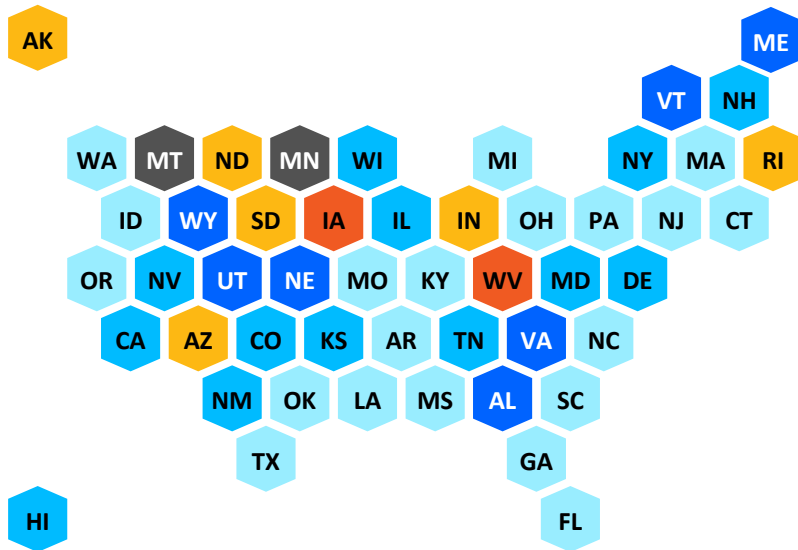 AK
ME
VT NH
WA MT ND MN WI MI NY MA RI
ID WY SD IA IL IN OH PA NJ CT
OR NV UT NE MO KY WV MD DE
CA AZ CO KS AR TN VA NC
NM OK LA MS AL SC
TX GA
HI FL